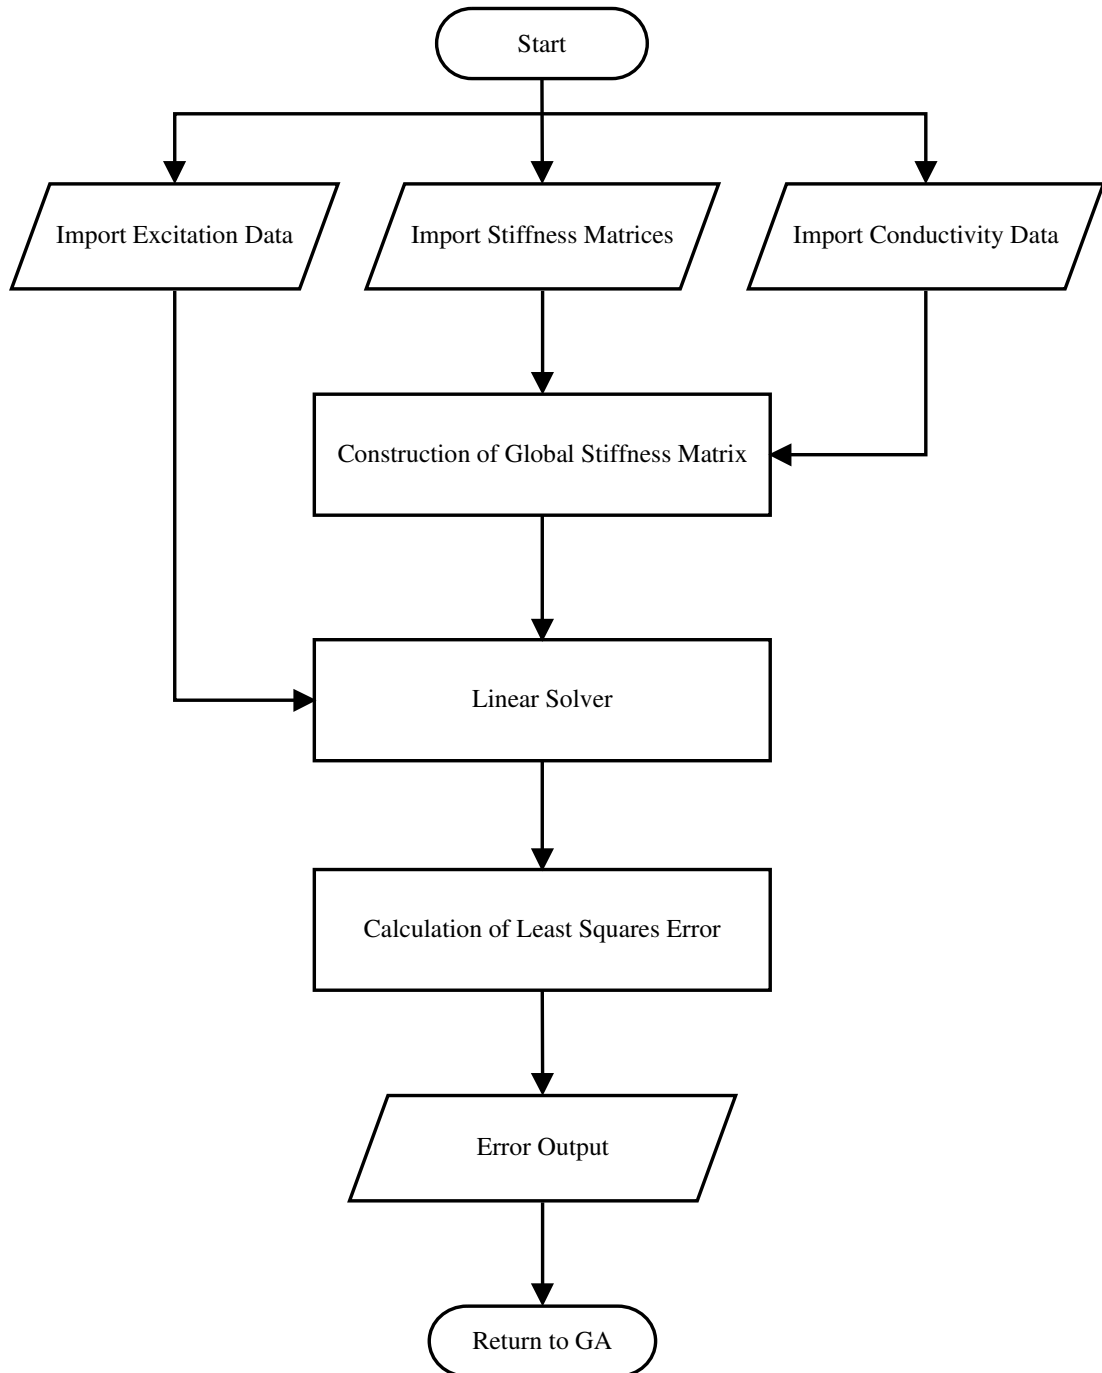 Start
Import Excitation Data
Import Stiffness Matrices
Import Conductivity Data
Construction of Global Stiffness Matrix
Linear Solver
Calculation of Least Squares Error
Error Output
Return to GA